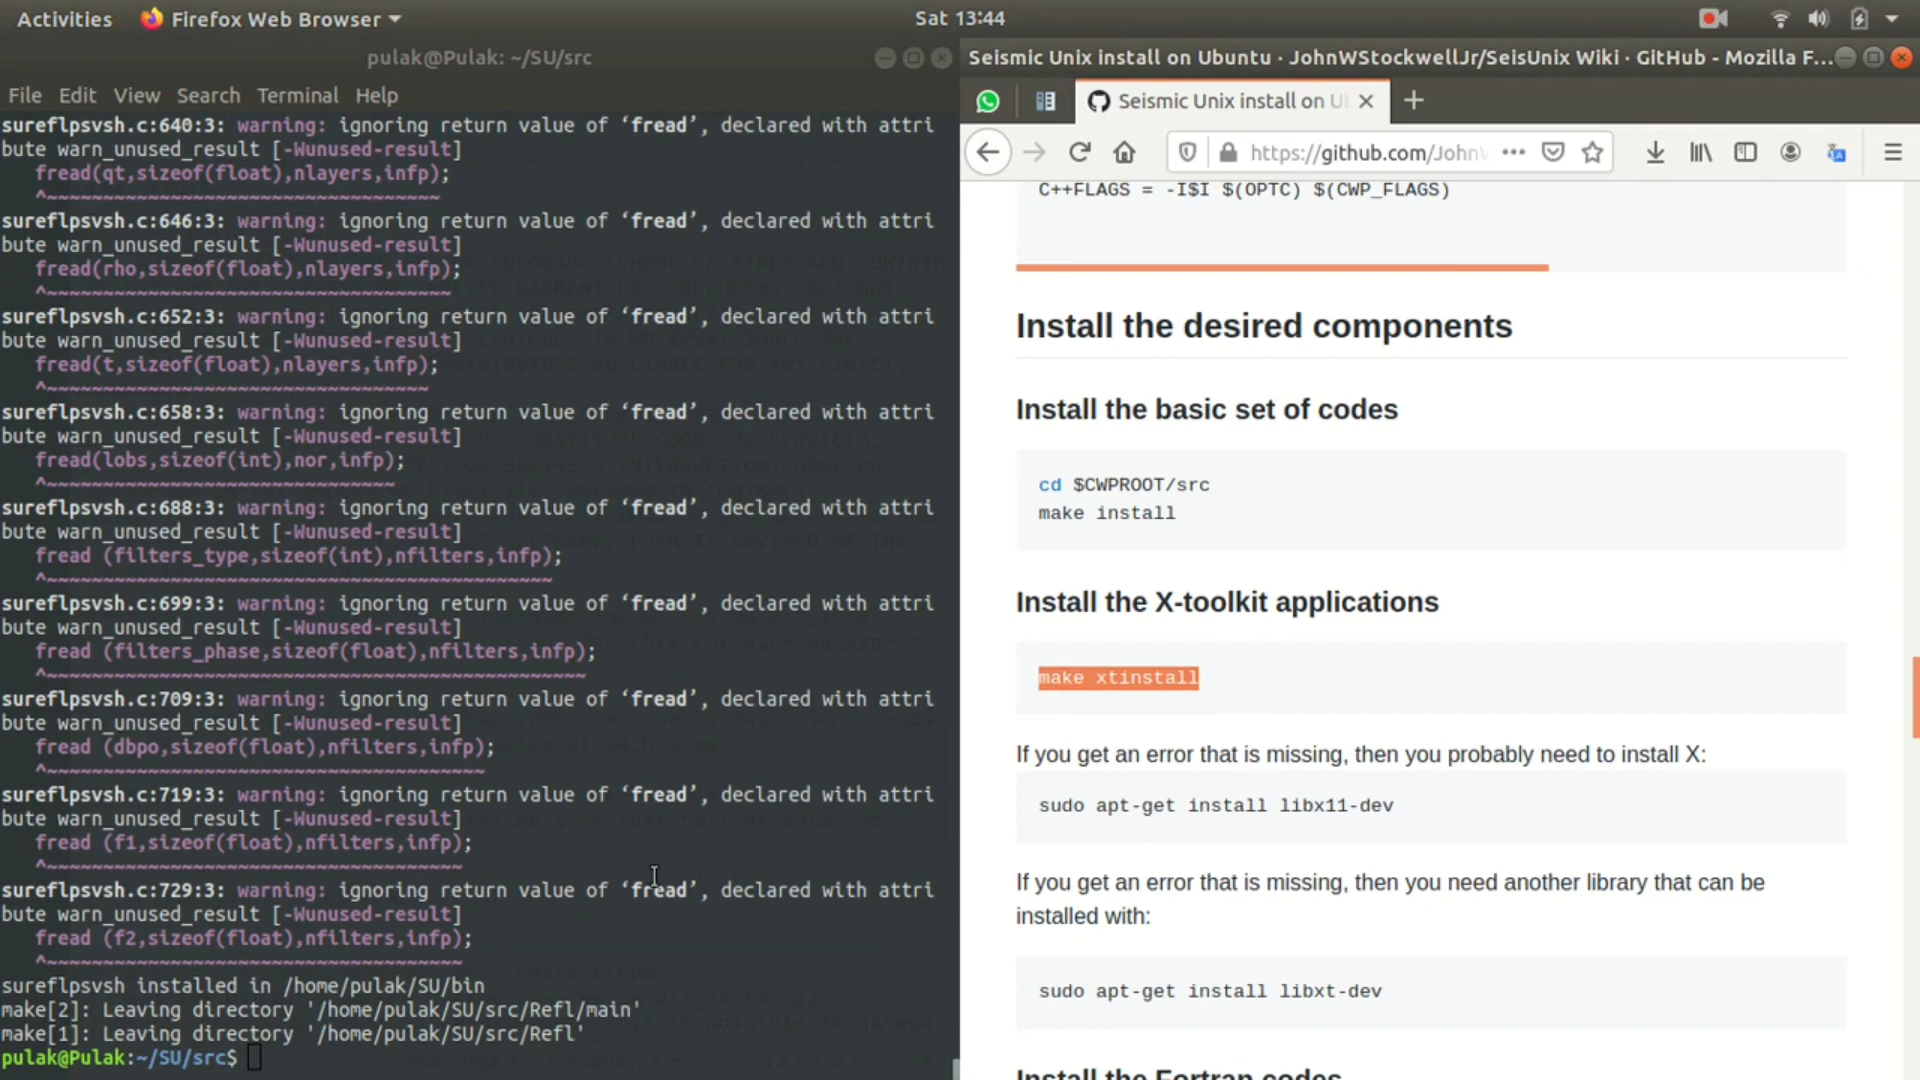 Activities
Firefox Web Browser
Sat 13:44
pulak@Pulak: ~/SU/src
File Edit View Search Terminal Help
sureflpsvsh.c:640:3: warning: ignoring return value of ‘fread’, declared with attri
bute warn_unused_result [-Wunused-result]
fread(qt,sizeof(float),nlayers,infp);
^~~~~~~~~~~~~~~~~~~~~~~~~~~~~~~~~~~~
sureflpsvsh.c:646:3: warning: ignoring return value of ‘fread’, declared with attri
bute warn_unused_result [-Wunused-result]
fread(rho,sizeof(float),nlayers,infp);
^~~~~~~~~~~~~~~~~~~~~~~~~~~~~~~~~~~~~
sureflpsvsh.c:652:3: warning: ignoring return value of ‘fread’, declared with attri
bute warn_unused_result [-Wunused-result]
fread(t,sizeof(float),nlayers,infp);
^~~~~~~~~~~~~~~~~~~~~~~~~~~~~~~~~~~
sureflpsvsh.c:658:3: warning: ignoring return value of ‘fread’, declared with attri
bute warn_unused_result [-Wunused-result]
fread(lobs,sizeof(int),nor,infp);
^~~~~~~~~~~~~~~~~~~~~~~~~~~~~~~~
sureflpsvsh.c:688:3: warning: ignoring return value of ‘fread’, declared with attri
bute warn_unused_result [-Wunused-result]
fread (filters_type,sizeof(int),nfilters,infp);
^~~~~~~~~~~~~~~~~~~~~~~~~~~~~~~~~~~~~~~~~~~~~~
sureflpsvsh.c:699:3: warning: ignoring return value of ‘fread’, declared with attri
bute warn_unused_result [-Wunused-result]
fread (filters_phase,sizeof(float),nfilters,infp);
^~~~~~~~~~~~~~~~~~~~~~~~~~~~~~~~~~~~~~~~~~~~~~~~~
sureflpsvsh.c:709:3: warning: ignoring return value of ‘fread’, declared with attri
bute warn_unused_result [-Wunused-result]
fread (dbpo,sizeof(float),nfilters,infp);
^~~~~~~~~~~~~~~~~~~~~~~~~~~~~~~~~~~~~~~~
sureflpsvsh.c:719:3: warning: ignoring return value of ‘fread’, declared with attri
bute warn_unused_result [-Wunused-result]
fread (f1,sizeof(float),nfilters,infp);
^~~~~~~~~~~~~~~~~~~~~~~~~~~~~~~~~~~~~~
sureflpsvsh.c:729:3: warning: ignoring return value of ‘fread’, declared with attri
bute warn_unused_result [-Wunused-result]
fread (f2,sizeof(float),nfilters,infp);
^~~~~~~~~~~~~~~~~~~~~~~~~~~~~~~~~~~~~~
sureflpsvsh installed in /home/pulak/SU/bin
make[2]: Leaving directory '/home/pulak/SU/src/Refl/main'
make[1]: Leaving directory '/home/pulak/SU/src/Refl'
pulak@Pulak:~/SU/src$
Seismic Unix install on Ubuntu · JohnWStockwellJr/SeisUnix Wiki · GitHub - Mozilla F...
Seismic Unix install on U
https://github.com/John
C++FLAGS = -I$I $(OPTC) $(CWP_FLAGS)
Install the desired components
Install the basic set of codes
cd $CWPROOT/src
make install
Install the X-toolkit applications
make xtinstall
If you get an error that is missing, then you probably need to install X:
sudo apt-get install libx11-dev
If you get an error that is missing, then you need another library that can be
installed with:
sudo apt-get install libxt-dev
Install the Fortran codes